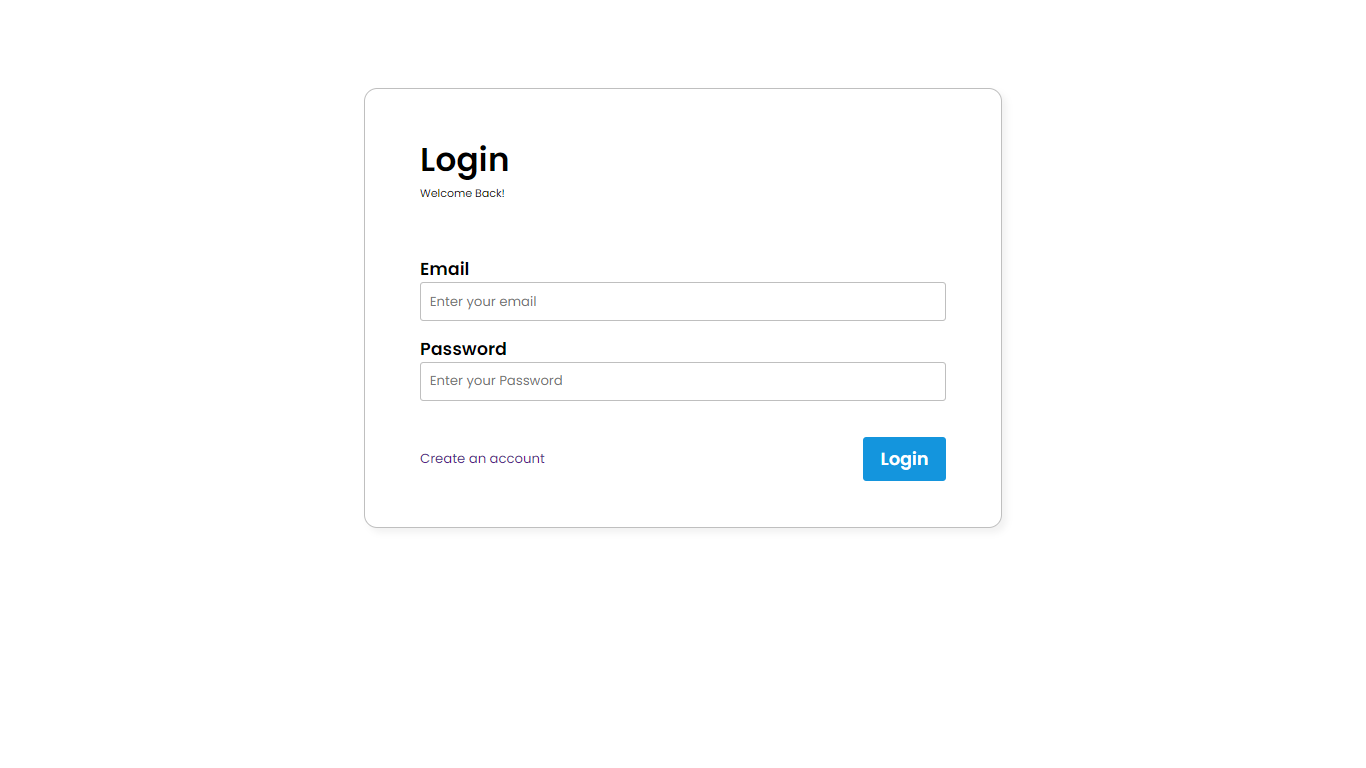 Login
Welcome Back!
Email
Enter your email
Password
Enter your Password
Create an account
Login